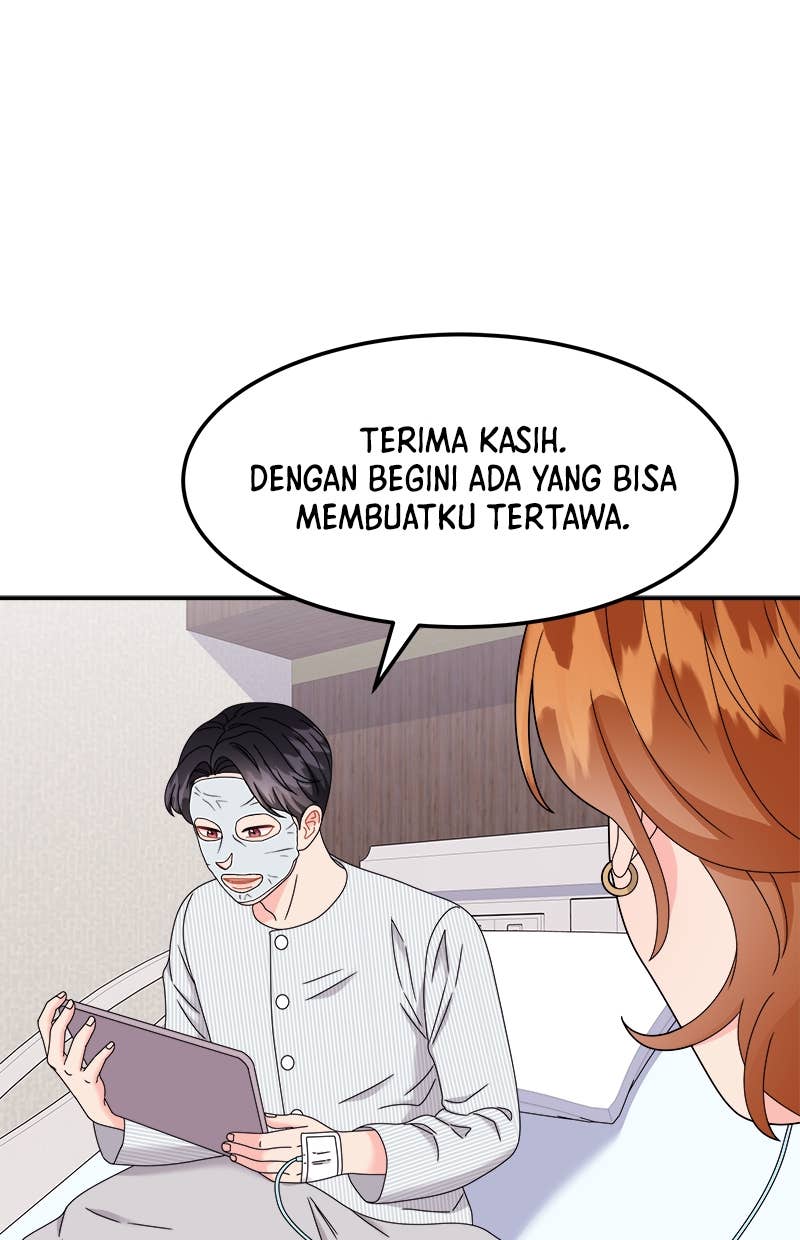 TERIMA KASIH.
DENGAN BEGINI ADA YANG BISA
MEMBUATKU TERTAWA.